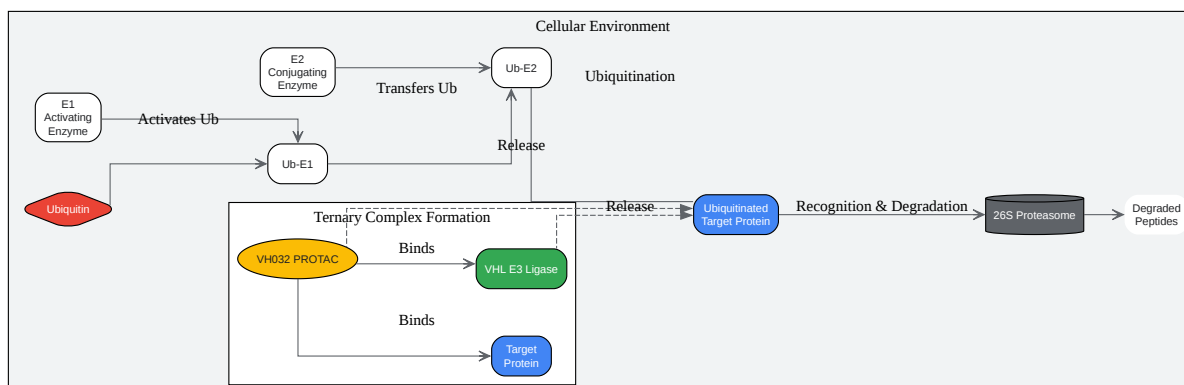 Cellular Environment
E2
Conjugating
Enzyme
Ub-E2
Ubiquitination
Transfers Ub
E1
Activating
Enzyme
Activates Ub
Release
Ub-E1
Ubiquitin
Ternary Complex Formation
Release
Ubiquitinated
Target Protein
Recognition & Degradation
26S Proteasome
Degraded
Peptides
Binds
VH032 PROTAC
VHL E3 Ligase
Binds
Target
Protein